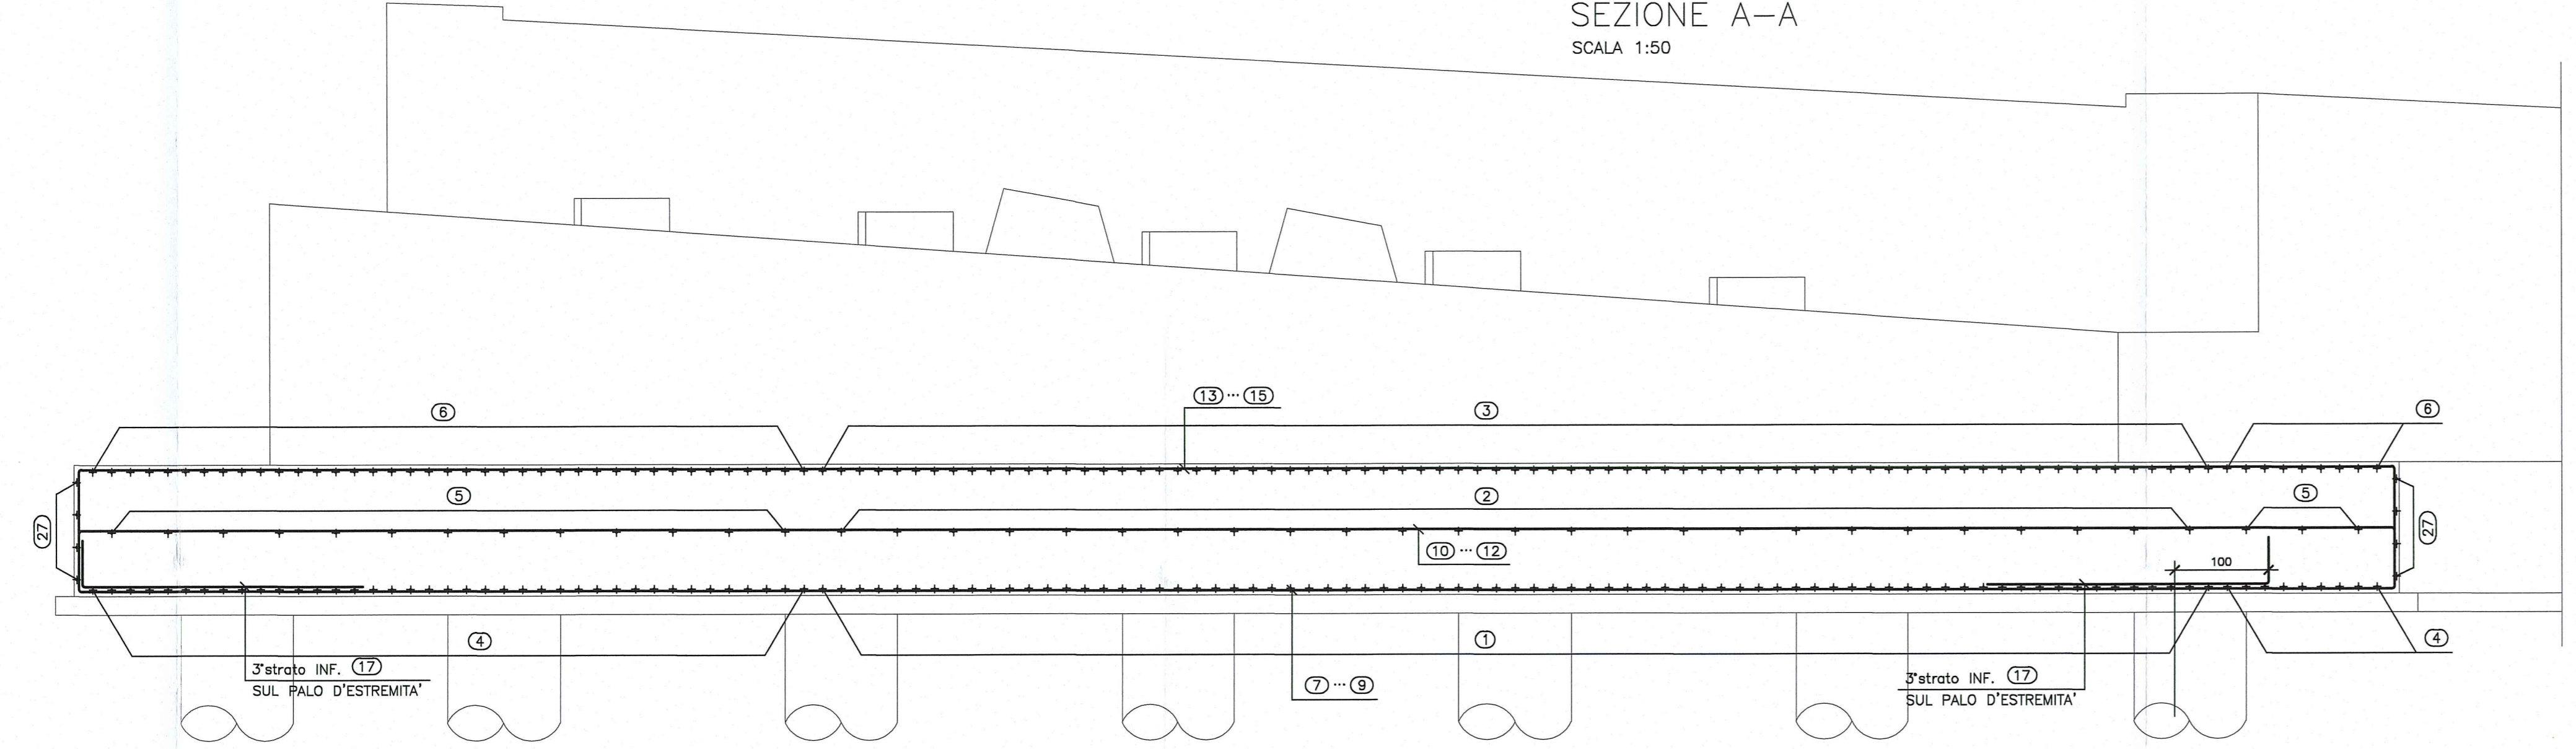 SEZIONE A-A
SCALA 1:50
13 ... 15
6
3
6
5
2
5
27
27
10 ... 12
100
4
1
4
3°strato INF. 17
SUL PALO D'ESTREMITA'
7 ... 9
3°strato INF. 17
SUL PALO D'ESTREMITA'